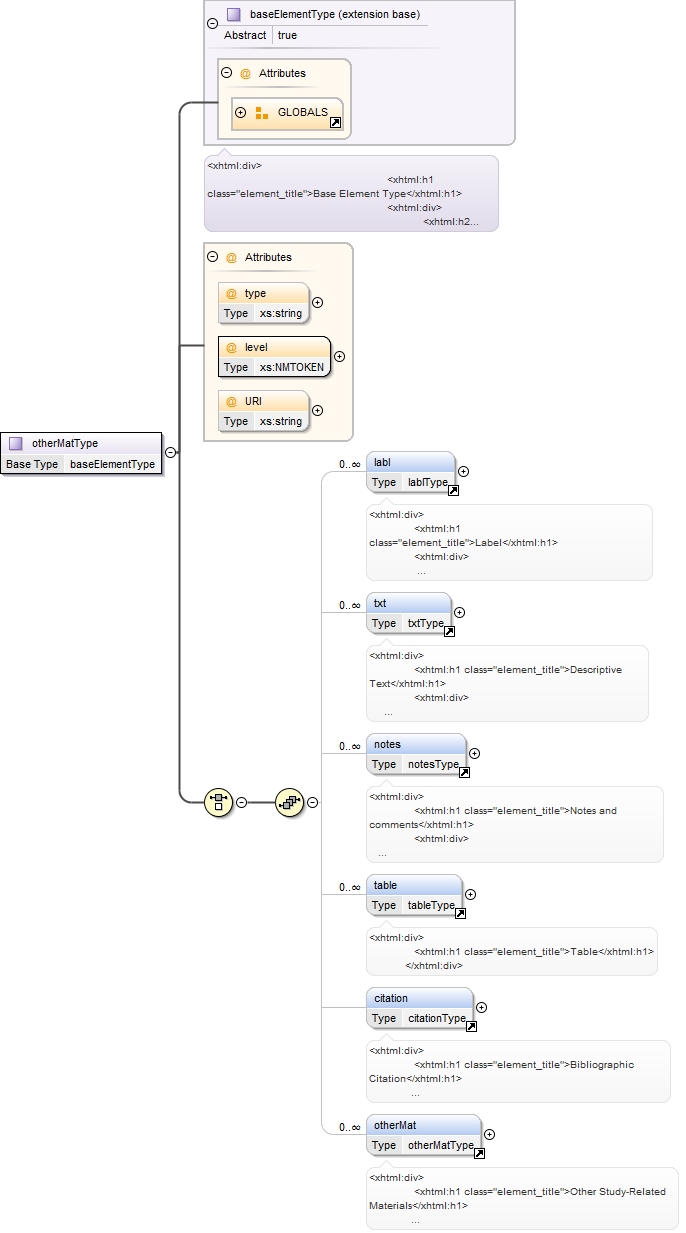 baseElementType (extension base)
Abstract true
@ Attributes
GLOBALS
<xhtml:div>
<xhtml:h1
class="element_title">Base Element Type</xhtml:h1>
<xhtml:div>
<xhtml:h2...
@ Attributes
@ type
Type xs:string
@ level
Type xs:NMTOKEN
@ URI
Type xs:string
otherMatType
Base Type baseElementType
0..∞ labl
Type lablType
<xhtml:div>
<xhtml:h1
class="element_title">Label</xhtml:h1>
<xhtml:div>
...
0..∞ txt
Type txtType
<xhtml:div>
<xhtml:h1 class="element_title">Descriptive
Text</xhtml:h1>
<xhtml:div>
...
0..∞ notes
Type notesType
<xhtml:div>
<xhtml:h1 class="element_title">Notes and
comments</xhtml:h1>
<xhtml:div>
...
0..∞ table
Type tableType
<xhtml:div>
<xhtml:h1 class="element_title">Table</xhtml:h1>
</xhtml:div>
citation
Type citationType
<xhtml:div>
<xhtml:h1 class="element_title">Bibliographic
Citation</xhtml:h1>
...
0..∞ otherMat
Type otherMatType
<xhtml:div>
<xhtml:h1 class="element_title">Other Study-Related
Materials</xhtml:h1>
...